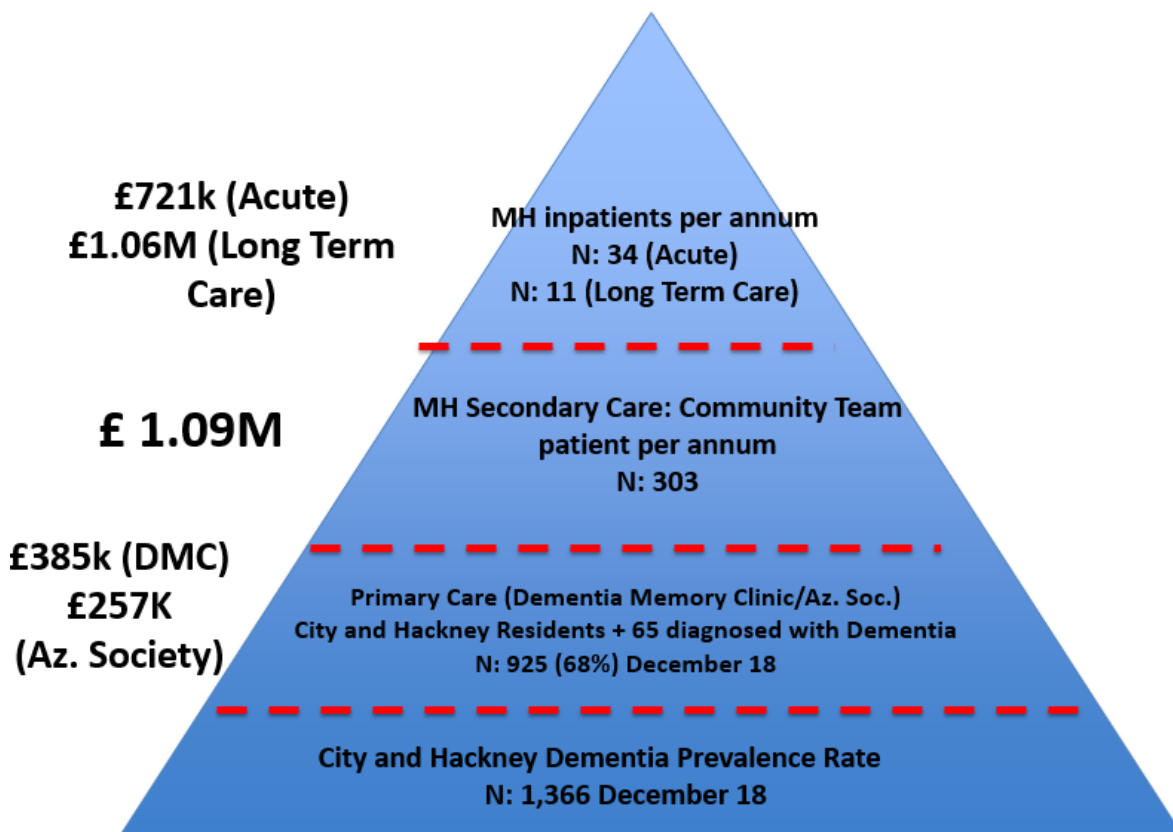 £721k (Acute)
£1.06M (Long Term
Care)
MH inpatients per annum
N: 34 (Acute)
N: 11 (Long Term Care)
£ 1.09M
MH Secondary Care: Community Team
patient per annum
N: 303
£385k (DMC)
£257K
(Az. Society)
Primary Care (Dementia Memory Clinic/Az. Soc.)
City and Hackney Residents + 65 diagnosed with Dementia
N: 925 (68%) December 18
City and Hackney Dementia Prevalence Rate
N: 1,366 December 18